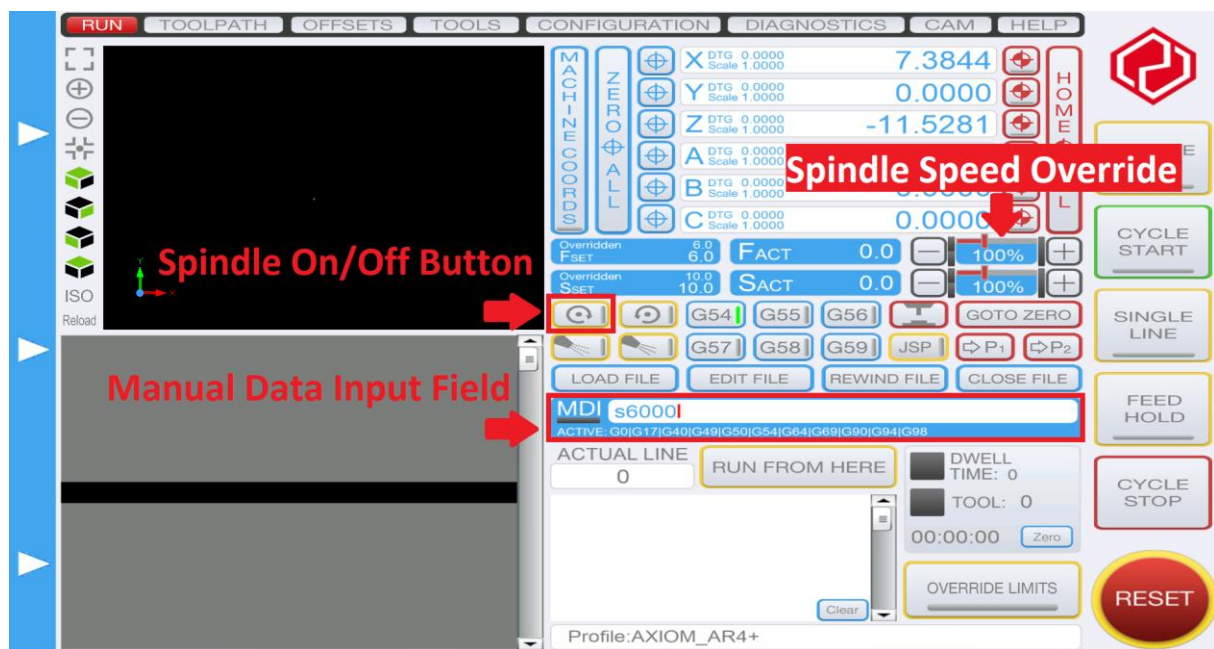 RUN TOOLPATH OFFSETS TOOLS CONFIGURATION DIAGNOSTICS CAM HELP
MACHINE COORDS
ZERO ALL
X DTG 0.0000 Scale 1.0000 7.3844
Y DTG 0.0000 Scale 1.0000 0.0000
Z DTG 0.0000 Scale 1.0000 -11.5281
A DTG 0.0000 Scale 1.0000
B DTG 0.0000 Scale 1.0000
C DTG 0.0000 Scale 1.0000 0.0000
HOME
L
Spindle Speed Override
E
Overridden 6.0
FSET 6.0 FACT 0.0 100%
Overridden 10.0
SSET 10.0 SACT 0.0 100%
Spindle On/Off Button
Y
X
ISO
Reload
G54 G55 G56 GOTO ZERO
G57 G58 G59 JSP P1 P2
LOAD FILE EDIT FILE REWIND FILE CLOSE FILE
Manual Data Input Field
MDI s6000
ACTIVE: G0|G17|G40|G49|G50|G54|G64|G69|G90|G94|G98
ACTUAL LINE
0
RUN FROM HERE
DWELL
TIME: 0
TOOL: 0
00:00:00 Zero
Clear
OVERRIDE LIMITS
Profile:AXIOM_AR4+
CYCLE
START
SINGLE
LINE
FEED
HOLD
CYCLE
STOP
RESET